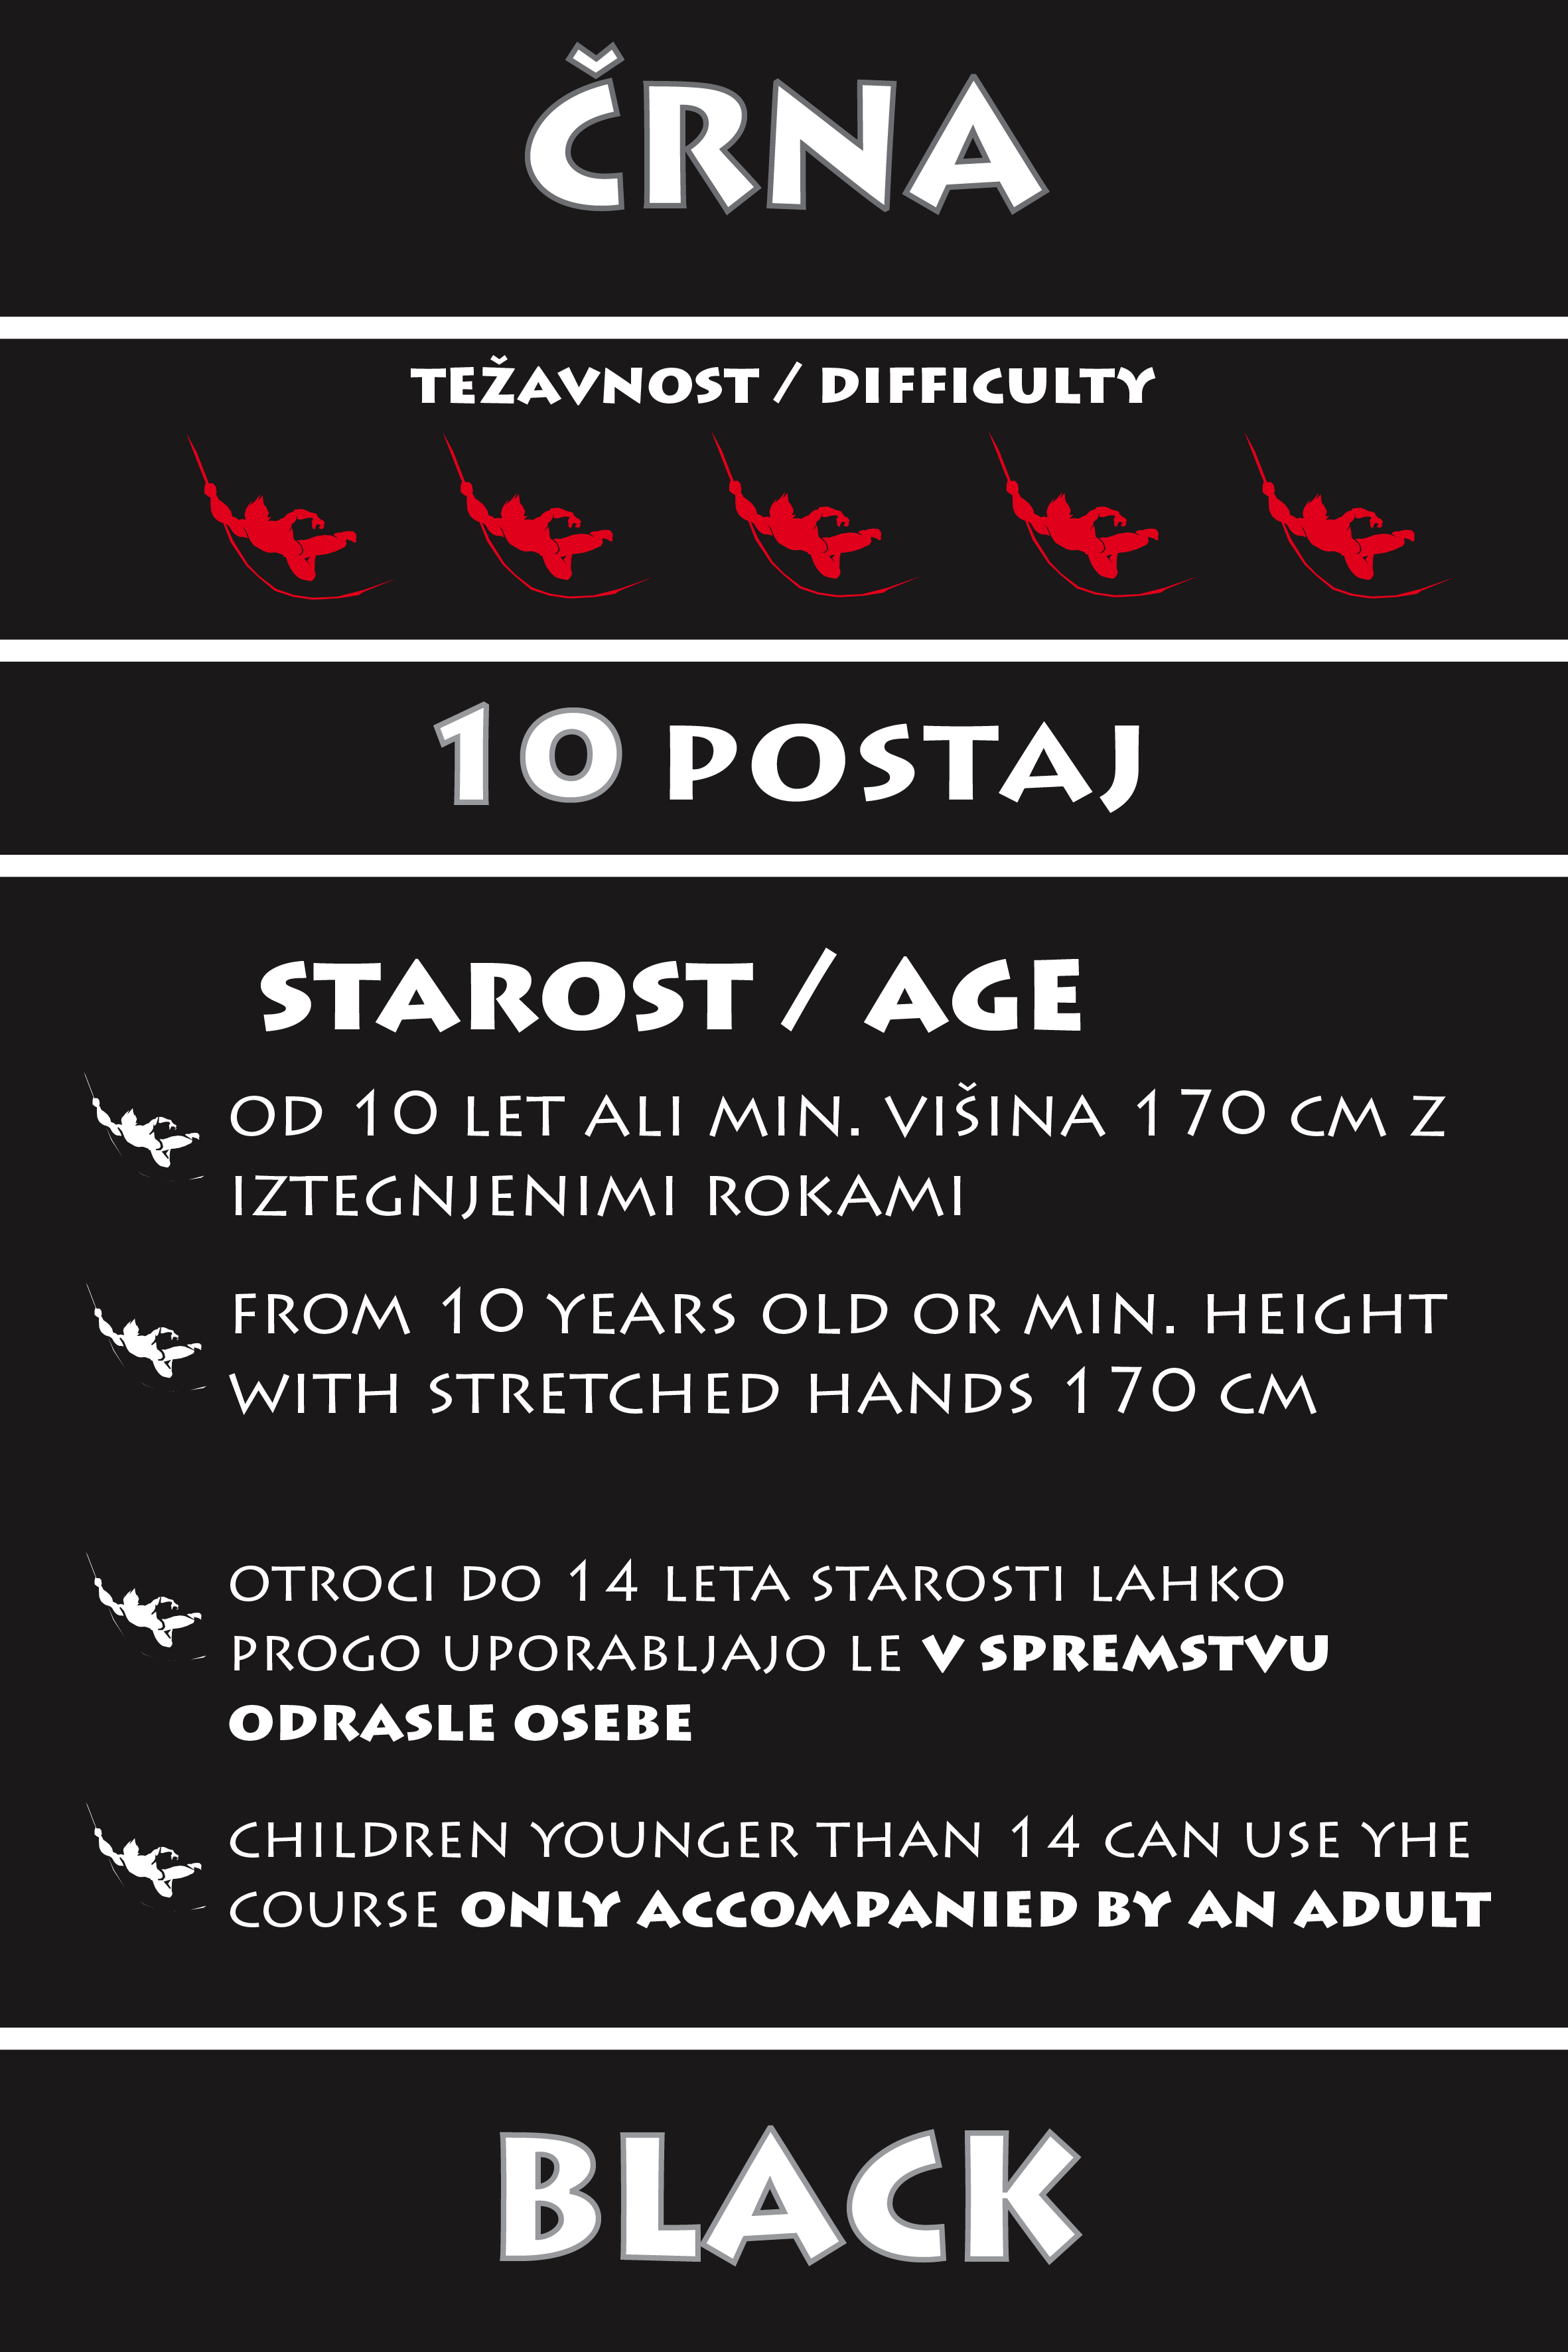 ČRNA
TEŽAVNOST / DIFFICULTY
10 POSTAJ
STAROST / AGE
OD 10 LET ALI MIN. VIŠINA 170 CM Z
IZTEGNJENIMI ROKAMI
FROM 10 YEARS OLD OR MIN. HEIGHT
WITH STRETCHED HANDS 170 CM
OTROCI DO 14 LETA STAROSTI LAHKO
PROGO UPORABLJAJO LE V SPREMSTVU
ODRASLE OSEBE
CHILDREN YOUNGER THAN 14 CAN USE YHE
COURSE ONLY ACCOMPANIED BY AN ADULT
BLACK